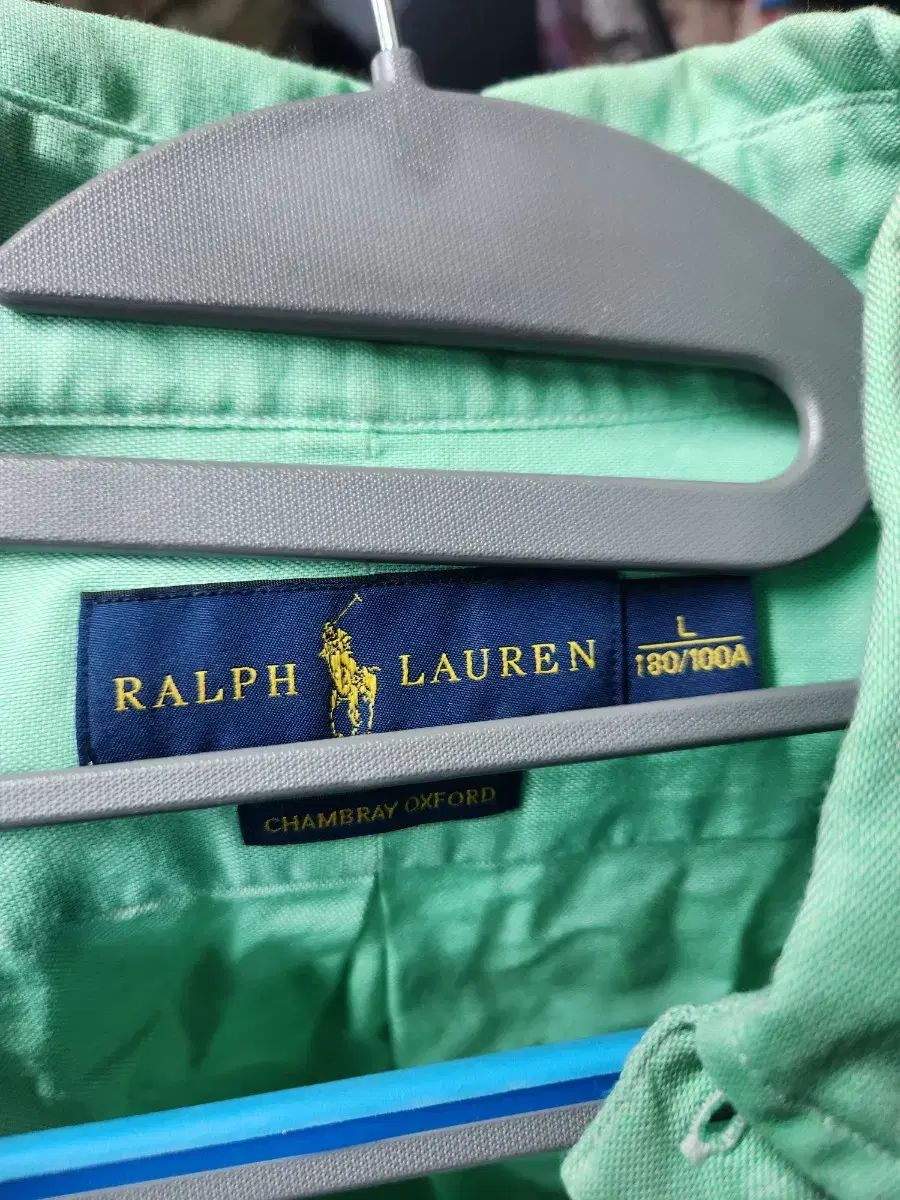 RALPH LAUREN
L
180/100A
CHAMBRAY OXFORD